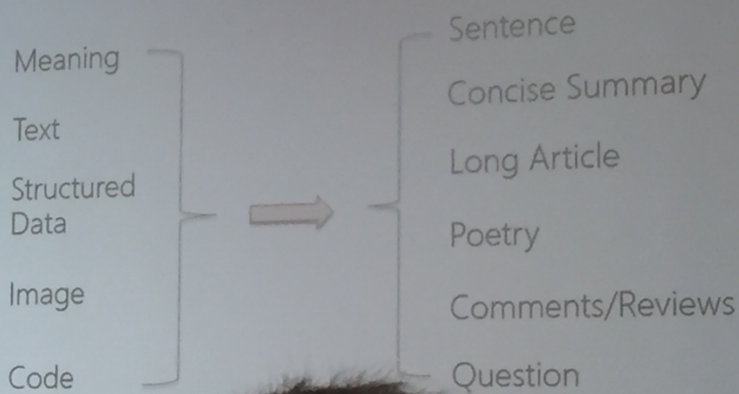 Meaning
Text
Structured
Data
Image
Code
Sentence
Concise Summary
Long Article
Poetry
Comments/Reviews
Question